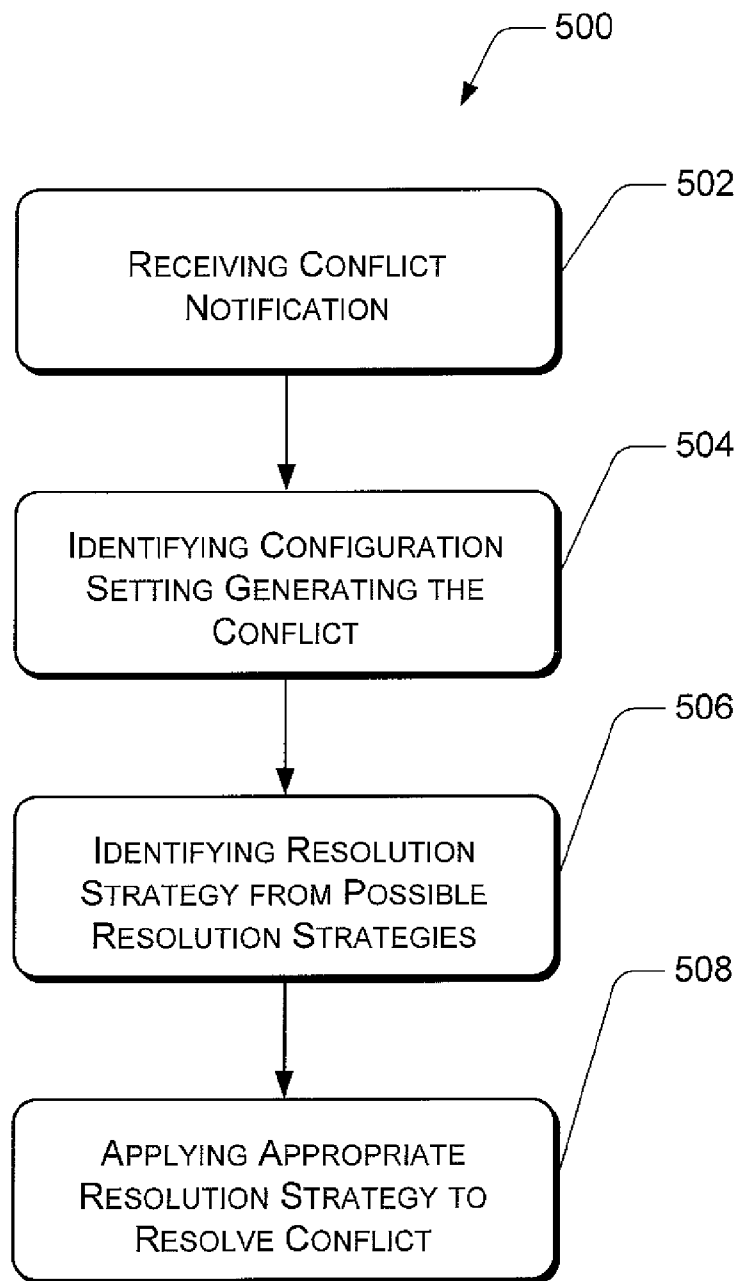 500
502
RECEIVING CONFLICT
NOTIFICATION
504
IDENTIFYING CONFIGURATION
SETTING GENERATING THE
CONFLICT
506
IDENTIFYING RESOLUTION
STRATEGY FROM POSSIBLE
RESOLUTION STRATEGIES
508
APPLYING APPROPRIATE
RESOLUTION STRATEGY TO
RESOLVE CONFLICT